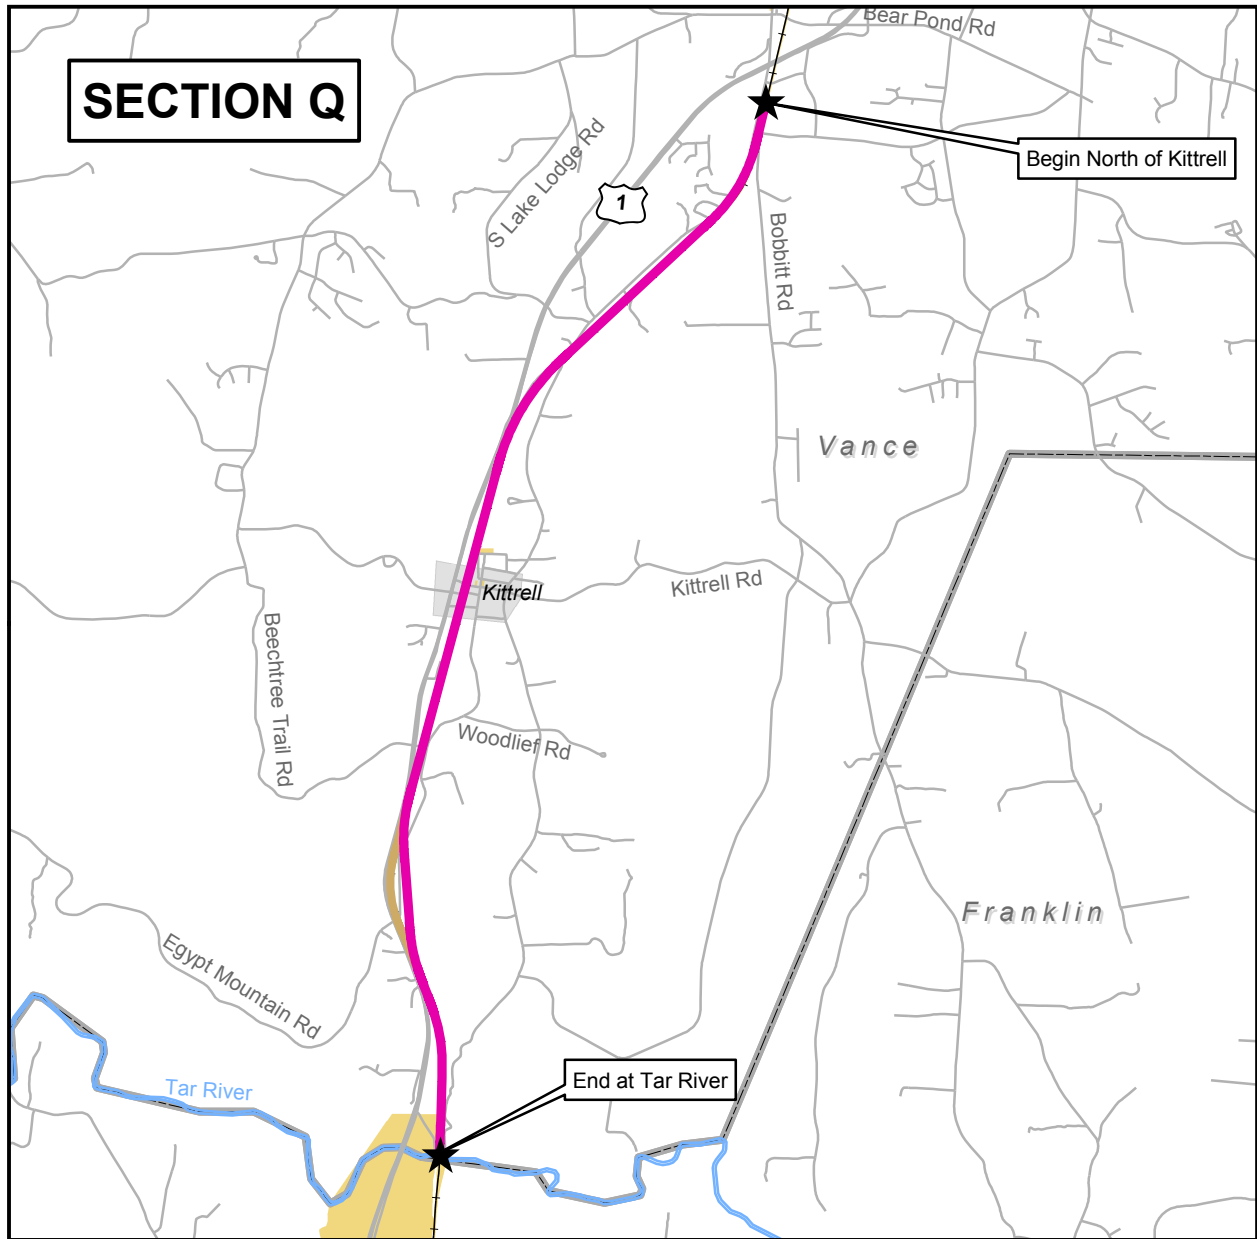 Bear Pond Rd
SECTION Q
Begin North of Kittrell
S Lake Lodge Rd
1
Bobbitt Rd
Vance
Kittrell
Kittrell Rd
Beechtree Trail Rd
Woodlief Rd
Franklin
Egypt Mountain Rd
End at Tar River
Tar River